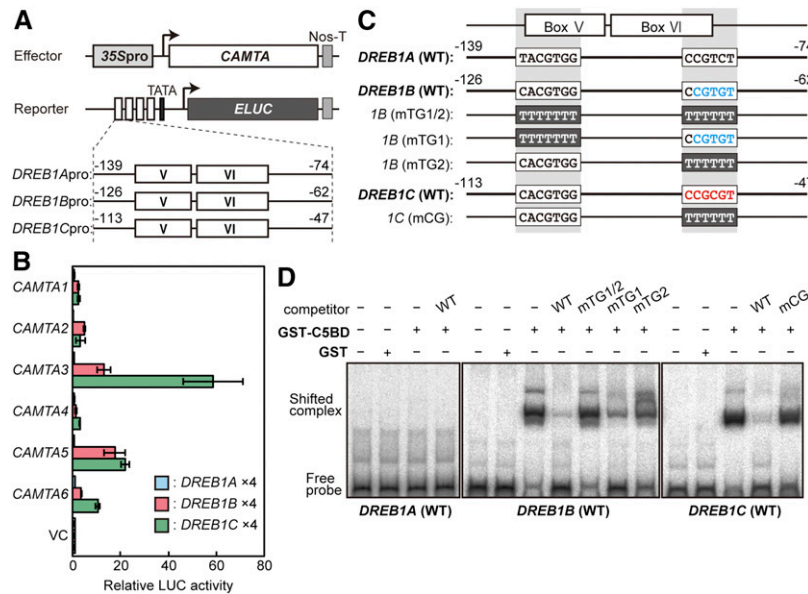 A
Nos-T
Effector
35Spro
CAMTA
TATA
Reporter
ELUC
-139
-74
DREB1Apro:
V
VI
-126
-62
DREB1Bpro:
V
VI
-113
-47
DREB1Cpro:
V
VI
B
CAMTA1
CAMTA2
CAMTA3
CAMTA4
CAMTA5
CAMTA6
VC
: DREB1A ×4
: DREB1B ×4
: DREB1C ×4
0
20
40
60
80
Relative LUC activity
C
Box V
Box VI
-139
-74
DREB1A (WT):
TACGTGG
CCGTCT
-126
-62
DREB1B (WT):
CACGTGG
CCGTGT
1B (mTG1/2):
TTTTTTT
TTTTTT
1B (mTG1):
TTTTTTT
CCGTGT
1B (mTG2):
CACGTGG
TTTTTT
-113
-47
DREB1C (WT):
CACGTGG
CCGCGT
1C (mCG):
CACGTGG
TTTTTT
D
competitor
– – – WT
– – – WT mTG1/2 mTG1 mTG2
– – – WT mCG
GST-C5BD
– – + +
– – + + + + +
– – + + +
GST
– + – –
– + – – – – –
– + – – –
Shifted
complex
Free
probe
DREB1A (WT)
DREB1B (WT)
DREB1C (WT)